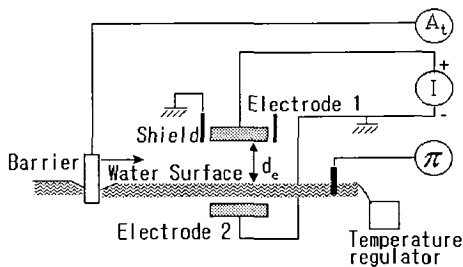 At
+
I
-
Electrode 1
Shield
Barrier
Water Surface
de
π
Electrode 2
Temperature
regulator